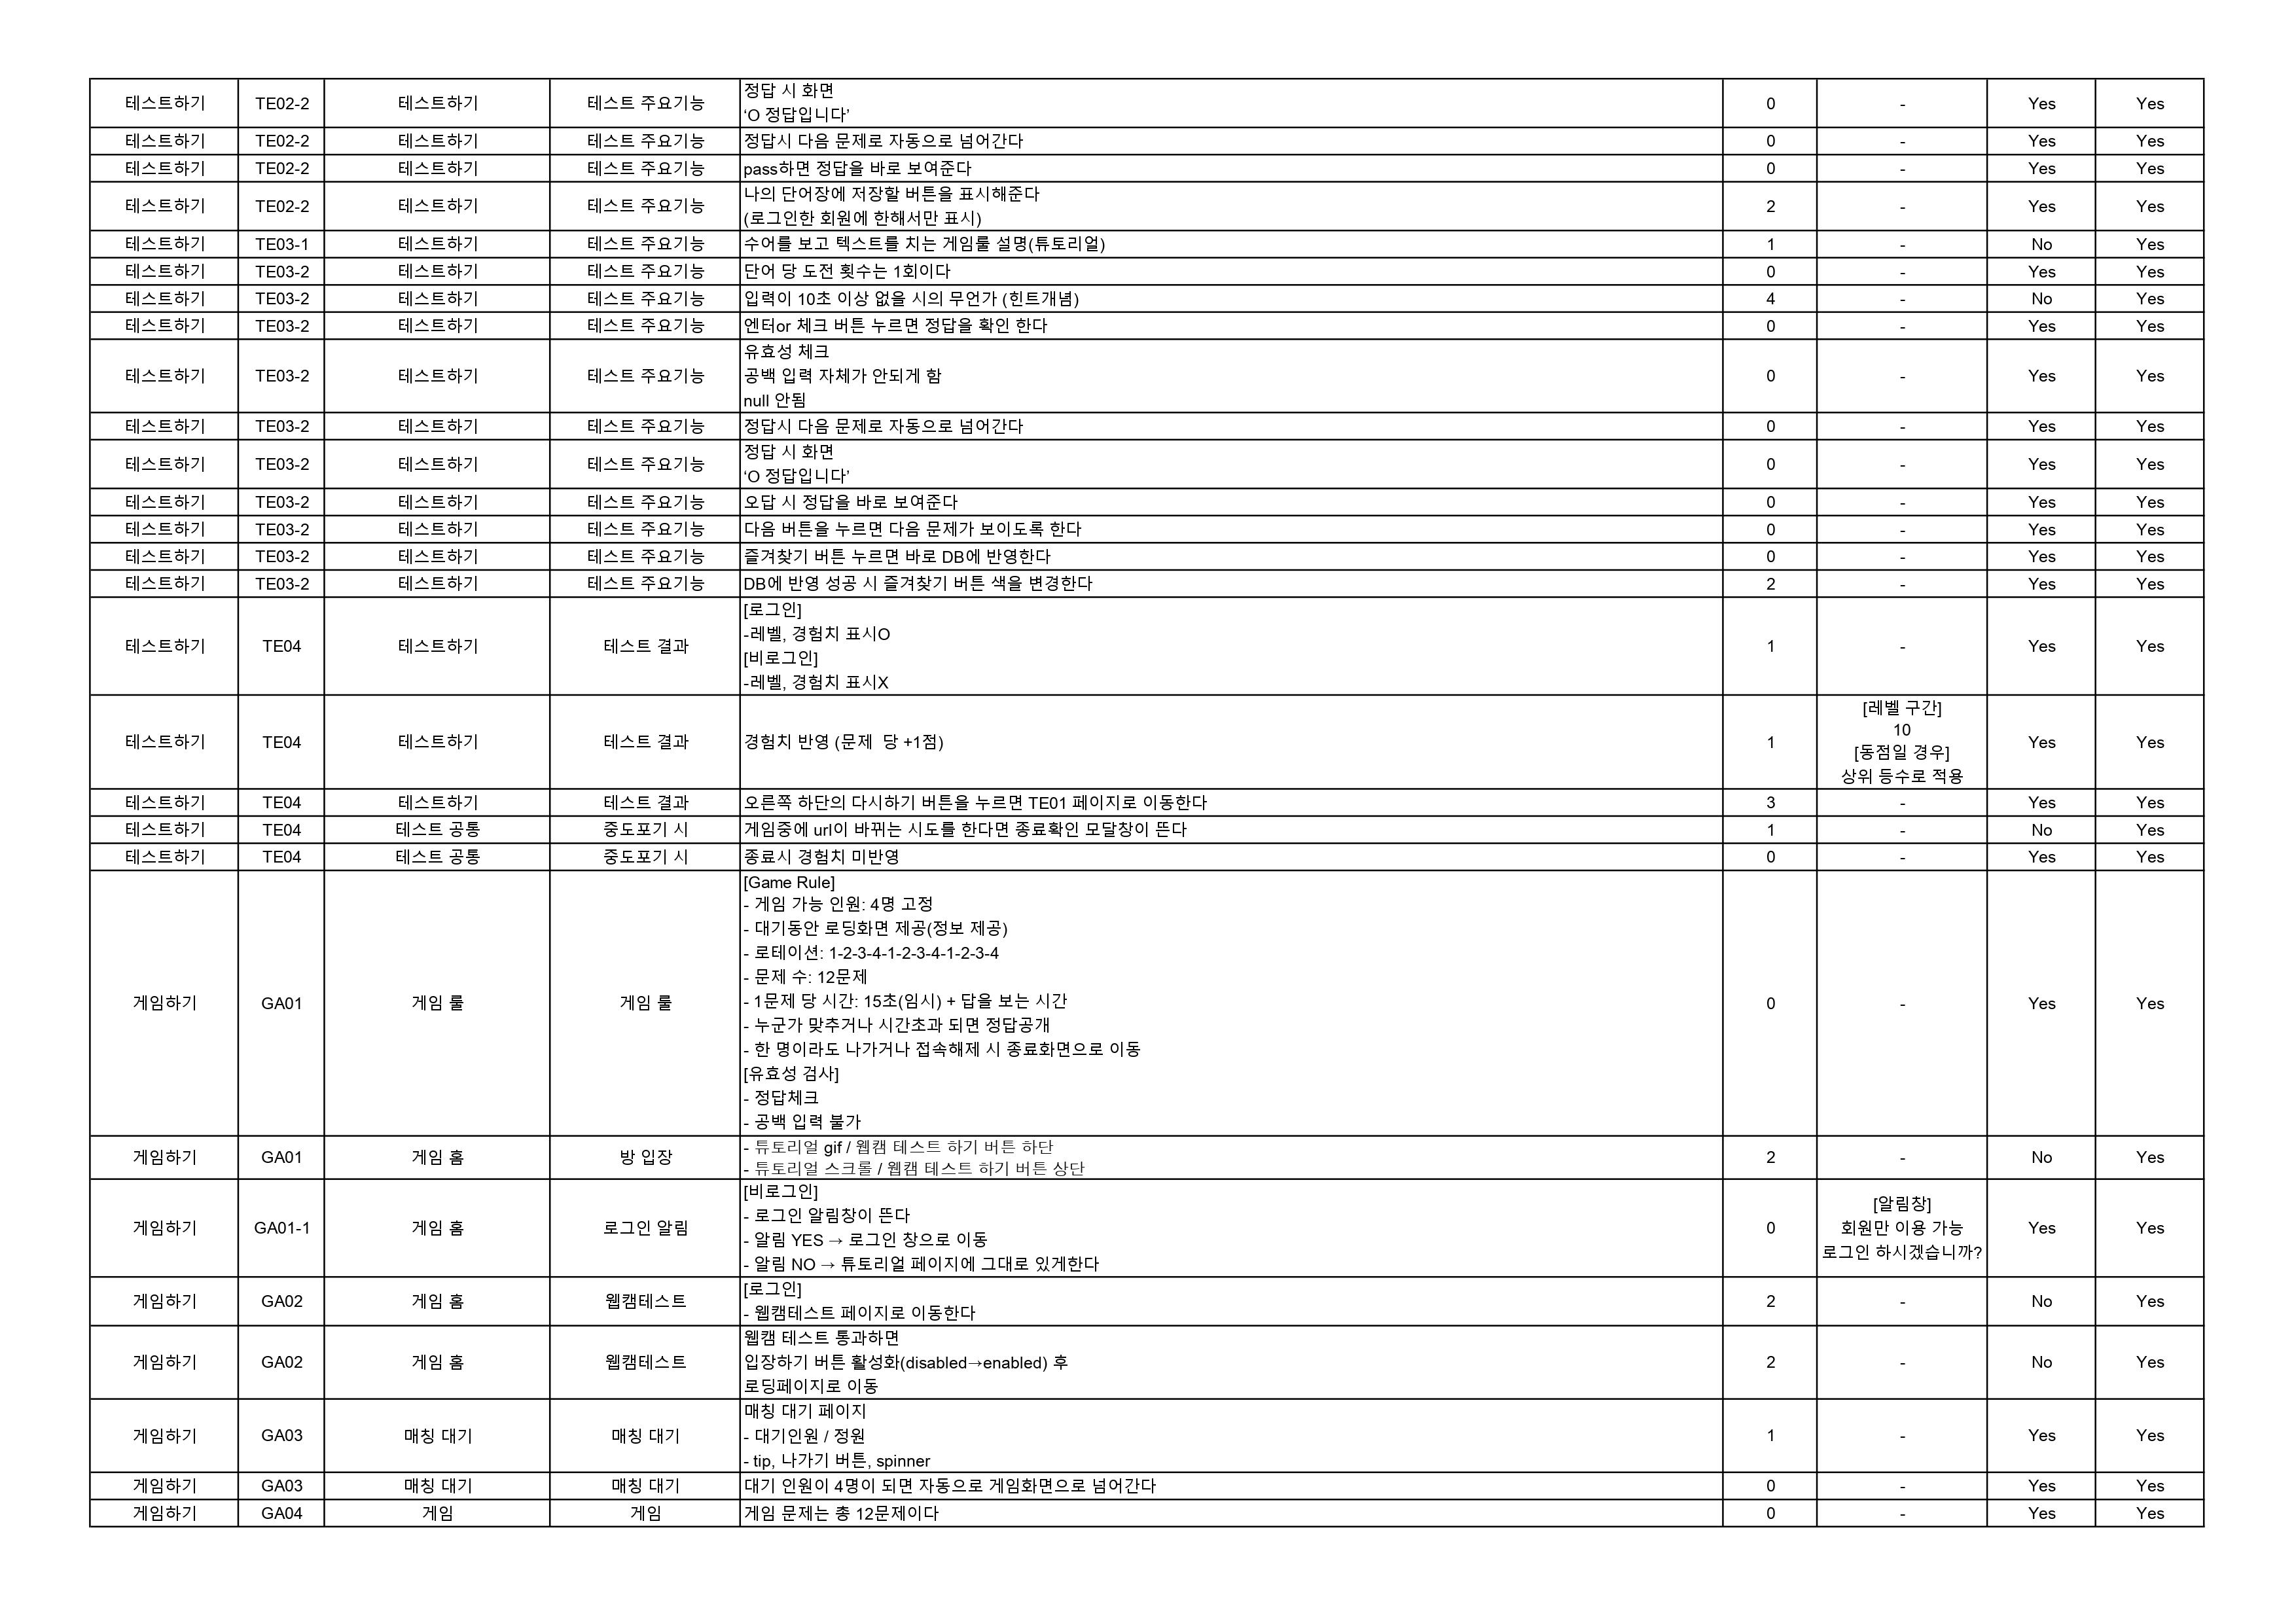 테스트하기 TE02-2 테스트하기 테스트 주요기능 정답 시 화면
‘O 정답입니다’ 0 - Yes Yes
테스트하기 TE02-2 테스트하기 테스트 주요기능 정답시 다음 문제로 자동으로 넘어간다 0 - Yes Yes
테스트하기 TE02-2 테스트하기 테스트 주요기능 pass하면 정답을 바로 보여준다 0 - Yes Yes
테스트하기 TE02-2 테스트하기 테스트 주요기능 나의 단어장에 저장할 버튼을 표시해준다
(로그인한 회원에 한해서만 표시) 2 - Yes Yes
테스트하기 TE03-1 테스트하기 테스트 주요기능 수어를 보고 텍스트를 치는 게임룰 설명(튜토리얼) 1 - No Yes
테스트하기 TE03-2 테스트하기 테스트 주요기능 단어 당 도전 횟수는 1회이다 0 - Yes Yes
테스트하기 TE03-2 테스트하기 테스트 주요기능 입력이 10초 이상 없을 시의 무언가 (힌트개념) 4 - No Yes
테스트하기 TE03-2 테스트하기 테스트 주요기능 엔터or 체크 버튼 누르면 정답을 확인 한다 0 - Yes Yes
테스트하기 TE03-2 테스트하기 테스트 주요기능 유효성 체크
공백 입력 자체가 안되게 함
null 안됨 0 - Yes Yes
테스트하기 TE03-2 테스트하기 테스트 주요기능 정답시 다음 문제로 자동으로 넘어간다 0 - Yes Yes
테스트하기 TE03-2 테스트하기 테스트 주요기능 정답 시 화면
‘O 정답입니다’ 0 - Yes Yes
테스트하기 TE03-2 테스트하기 테스트 주요기능 오답 시 정답을 바로 보여준다 0 - Yes Yes
테스트하기 TE03-2 테스트하기 테스트 주요기능 다음 버튼을 누르면 다음 문제가 보이도록 한다 0 - Yes Yes
테스트하기 TE03-2 테스트하기 테스트 주요기능 즐겨찾기 버튼 누르면 바로 DB에 반영한다 0 - Yes Yes
테스트하기 TE03-2 테스트하기 테스트 주요기능 DB에 반영 성공 시 즐겨찾기 버튼 색을 변경한다 2 - Yes Yes
테스트하기 TE04 테스트하기 테스트 결과 [로그인]
-레벨, 경험치 표시O
[비로그인]
-레벨, 경험치 표시X 1 - Yes Yes
테스트하기 TE04 테스트하기 테스트 결과 경험치 반영 (문제 당 +1점) 1 [레벨 구간]
10
[동점일 경우]
상위 등수로 적용 Yes Yes
테스트하기 TE04 테스트하기 테스트 결과 오른쪽 하단의 다시하기 버튼을 누르면 TE01 페이지로 이동한다 3 - Yes Yes
테스트하기 TE04 테스트 공통 중도포기 시 게임중에 url이 바뀌는 시도를 한다면 종료확인 모달창이 뜬다 1 - No Yes
테스트하기 TE04 테스트 공통 중도포기 시 종료시 경험치 미반영 0 - Yes Yes
게임하기 GA01 게임 룰 게임 룰 [Game Rule]
- 게임 가능 인원: 4명 고정
- 대기동안 로딩화면 제공(정보 제공)
- 로테이션: 1-2-3-4-1-2-3-4-1-2-3-4
- 문제 수: 12문제
- 1문제 당 시간: 15초(임시) + 답을 보는 시간
- 누군가 맞추거나 시간초과 되면 정답공개
- 한 명이라도 나가거나 접속해제 시 종료화면으로 이동
[유효성 검사]
- 정답체크
- 공백 입력 불가 0 - Yes Yes
게임하기 GA01 게임 홈 방 입장 - 튜토리얼 gif / 웹캠 테스트 하기 버튼 하단
- 튜토리얼 스크롤 / 웹캠 테스트 하기 버튼 상단 2 - No Yes
게임하기 GA01-1 게임 홈 로그인 알림 [비로그인]
- 로그인 알림창이 뜬다
- 알림 YES → 로그인 창으로 이동
- 알림 NO → 튜토리얼 페이지에 그대로 있게한다 0 [알림창]
회원만 이용 가능
로그인 하시겠습니까? Yes Yes
게임하기 GA02 게임 홈 웹캠테스트 [로그인]
- 웹캠테스트 페이지로 이동한다 2 - No Yes
게임하기 GA02 게임 홈 웹캠테스트 웹캠 테스트 통과하면
입장하기 버튼 활성화(disabled→enabled) 후
로딩페이지로 이동 2 - No Yes
게임하기 GA03 매칭 대기 매칭 대기 매칭 대기 페이지
- 대기인원 / 정원
- tip, 나가기 버튼, spinner 1 - Yes Yes
게임하기 GA03 매칭 대기 매칭 대기 대기 인원이 4명이 되면 자동으로 게임화면으로 넘어간다 0 - Yes Yes
게임하기 GA04 게임 게임 게임 문제는 총 12문제이다 0 - Yes Yes